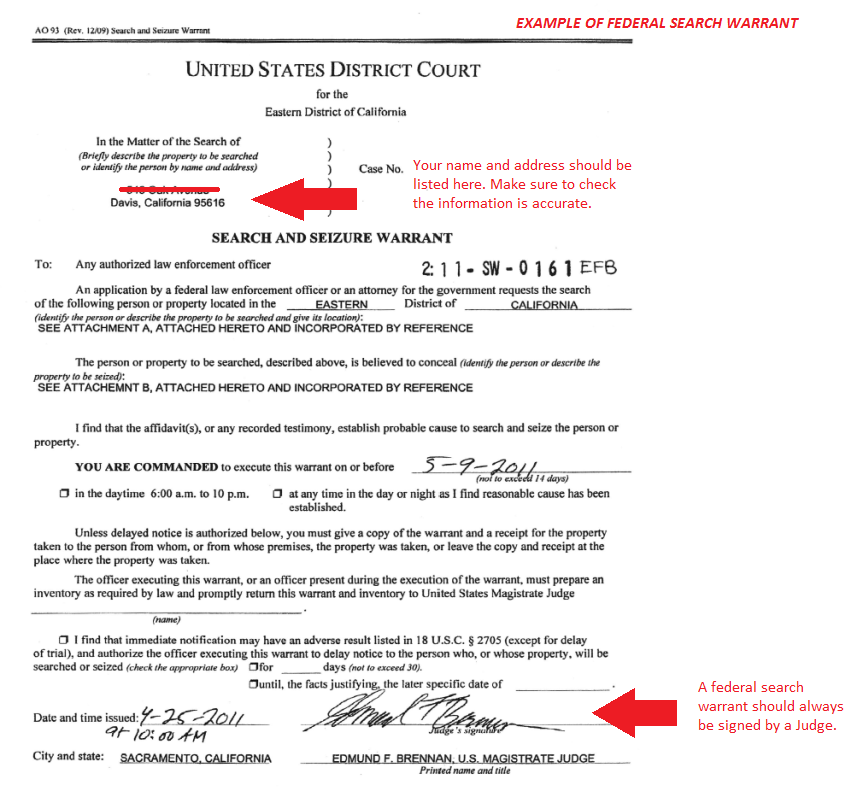 AO 93 (Rev. 12/09) Search and Seizure Warrant
EXAMPLE OF FEDERAL SEARCH WARRANT
UNITED STATES DISTRICT COURT
for the
Eastern District of California
In the Matter of the Search of
(Briefly describe the property to be searched
or identify the person by name and address)
Davis, California 95616
)
)
)
)
)
)
Case No.
Your name and address should be
listed here. Make sure to check
the information is accurate.
SEARCH AND SEIZURE WARRANT
2:11-SW-0161 EFB
To: Any authorized law enforcement officer
An application by a federal law enforcement officer or an attorney for the government requests the search
of the following person or property located in the EASTERN District of CALIFORNIA
(identify the person or describe the property to be searched and give its location):
SEE ATTACHMENT A, ATTACHED HERETO AND INCORPORATED BY REFERENCE
The person or property to be searched, described above, is believed to conceal (identify the person or describe the
property to be seized):
SEE ATTACHEMNT B, ATTACHED HERETO AND INCORPORATED BY REFERENCE
I find that the affidavit(s), or any recorded testimony, establish probable cause to search and seize the person or
property.
YOU ARE COMMANDED to execute this warrant on or before 5-9-2011
(not to exceed 14 days)
in the daytime 6:00 a.m. to 10 p.m. at any time in the day or night as I find reasonable cause has been
established.
Unless delayed notice is authorized below, you must give a copy of the warrant and a receipt for the property
taken to the person from whom, or from whose premises, the property was taken, or leave the copy and receipt at the
place where the property was taken.
The officer executing this warrant, or an officer present during the execution of the warrant, must prepare an
inventory as required by law and promptly return this warrant and inventory to United States Magistrate Judge
.
(name)
I find that immediate notification may have an adverse result listed in 18 U.S.C. § 2705 (except for delay
of trial), and authorize the officer executing this warrant to delay notice to the person who, or whose property, will be
searched or seized (check the appropriate box) for ______ days (not to exceed 30).
until, the facts justifying, the later specific date of ______________ .
A federal search
warrant should always
be signed by a Judge.
Date and time issued: 4-25-2011
at 10:00 AM
Judge's signature
City and state: SACRAMENTO, CALIFORNIA EDMUND F. BRENNAN, U.S. MAGISTRATE JUDGE
Printed name and title